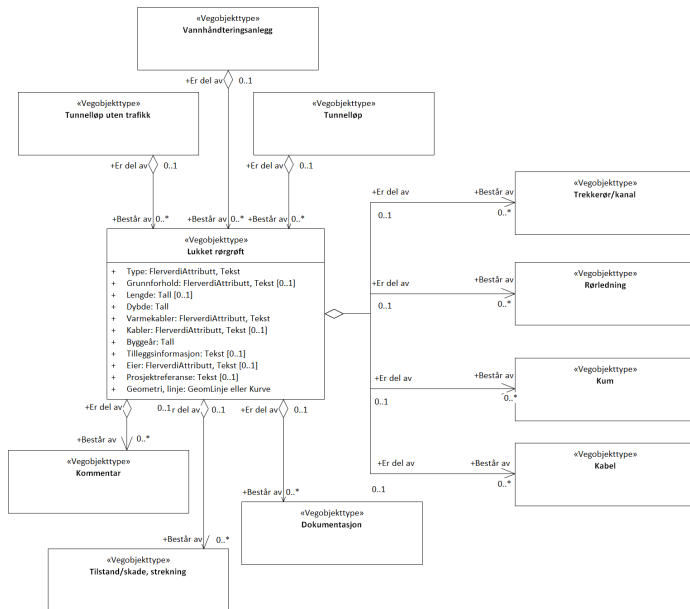 «Vegobjekttype»
Vannhåndteringsanlegg
+Er del av 0..1
«Vegobjekttype»
Tunnelløp uten trafikk
«Vegobjekttype»
Tunnelløp
+Er del av 0..1
+Er del av 0..1
+Består av 0..*
+Består av 0..*
+Består av 0..*
«Vegobjekttype»
Lukket rørgrøft
+ Type: FlerverdiAttributt, Tekst
+ Grunnforhold: FlerverdiAttributt, Tekst [0..1]
+ Lengde: Tall [0..1]
+ Dybde: Tall
+ Varmekabler: FlerverdiAttributt, Tekst
+ Kabler: FlerverdiAttributt, Tekst [0..1]
+ Byggeår: Tall
+ Tilleggsinformasjon: Tekst [0..1]
+ Eier: FlerverdiAttributt, Tekst [0..1]
+ Prosjektreferanse: Tekst [0..1]
+ Geometri, linje: GeomLinje eller Kurve
+Er del av
0..1
+Består av
0..*
«Vegobjekttype»
Trekkerør/kanal
+Er del av
0..1
+Består av
0..*
«Vegobjekttype»
Rørledning
+Er del av
0..1
+Består av
0..*
«Vegobjekttype»
Kum
+Er del av
0..1
+Består av
0..*
«Vegobjekttype»
Kabel
+Er del av 0..1
r del av 0..1
+Er del av 0..1
+Består av 0..*
«Vegobjekttype»
Kommentar
+Består av 0..*
«Vegobjekttype»
Dokumentasjon
+Består av 0..*
«Vegobjekttype»
Tilstand/skade, strekning